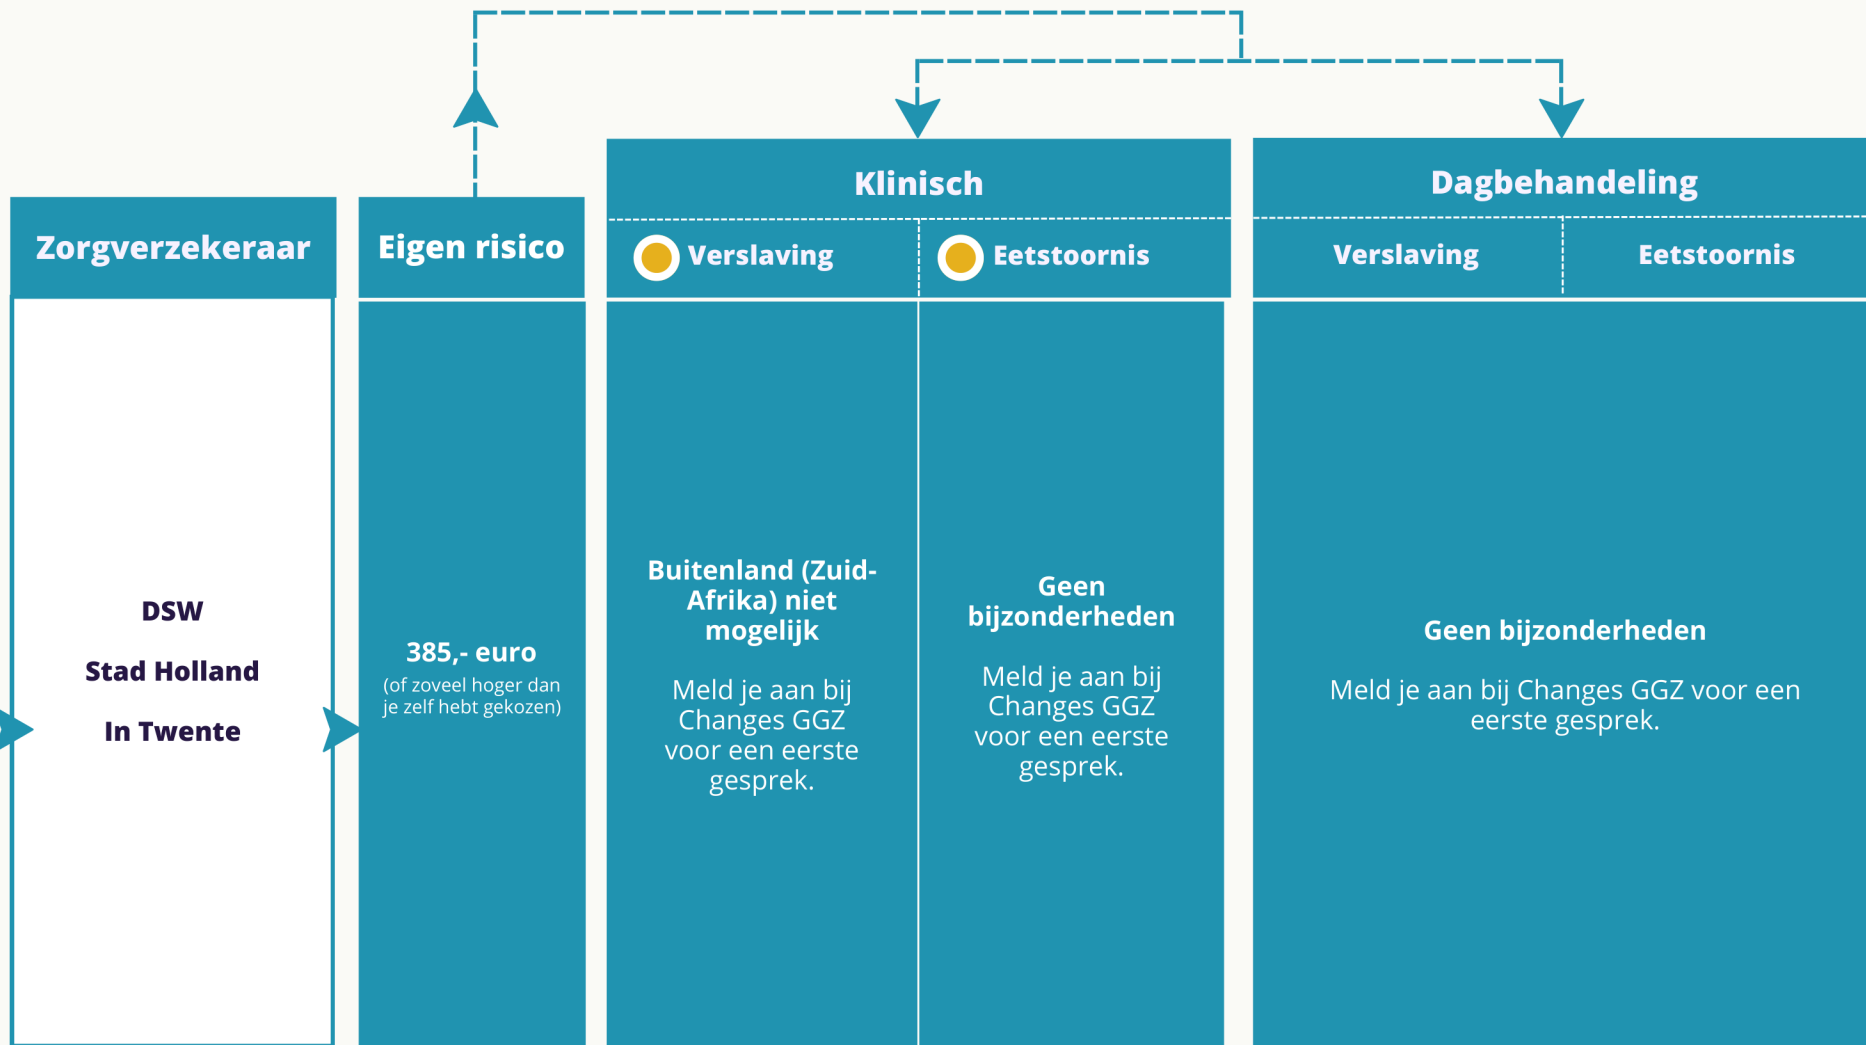 Zorgverzekeraar
Eigen risico
Klinisch
Verslaving
Eetstoornis
Dagbehandeling
Verslaving
Eetstoornis
DSW
Stad Holland
In Twente
385,- euro
(of zoveel hoger dan
je zelf hebt gekozen)
Buitenland (Zuid-
Afrika) niet
mogelijk
Meld je aan bij
Changes GGZ
voor een eerste
gesprek.
Geen
bijzonderheden
Meld je aan bij
Changes GGZ
voor een eerste
gesprek.
Geen bijzonderheden
Meld je aan bij Changes GGZ voor een
eerste gesprek.